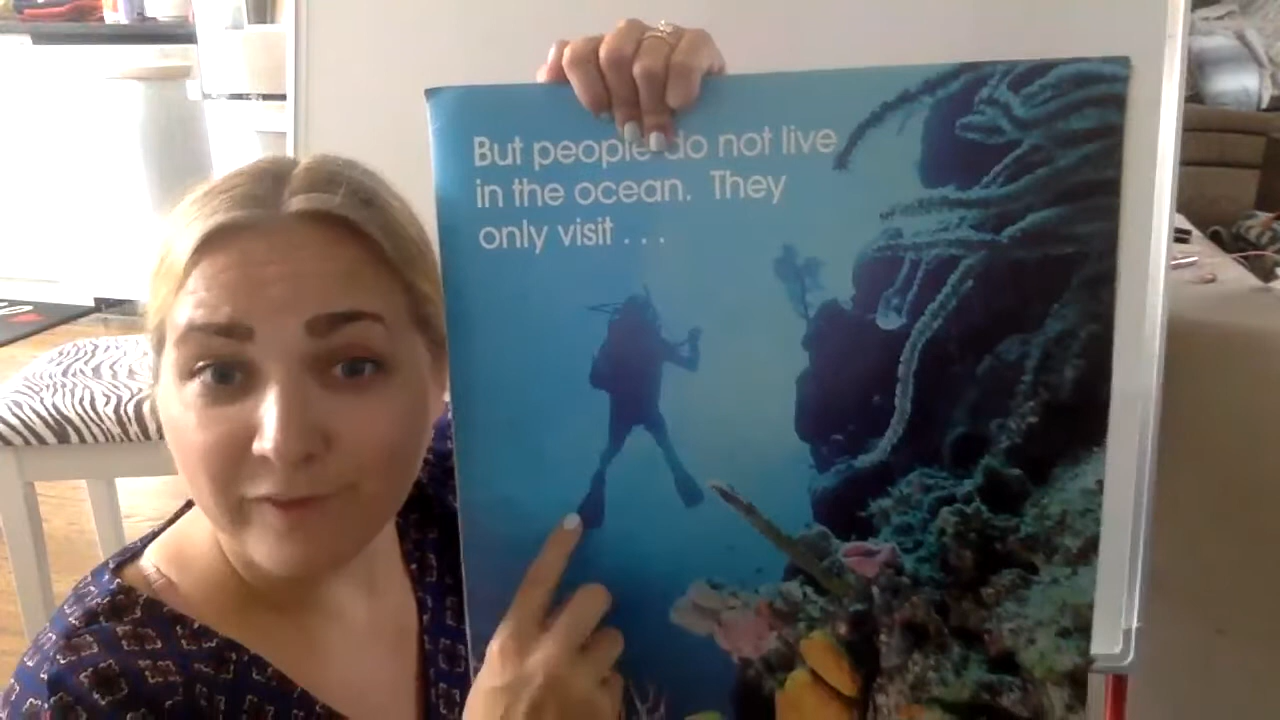 But people do not live
in the ocean. They
only visit . . .